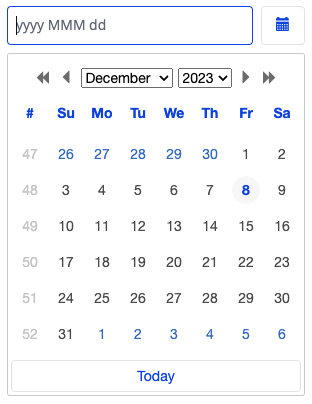 yyyy MMM dd
December 2023
# Su Mo Tu We Th Fr Sa
47 26 27 28 29 30 1 2
48 3 4 5 6 7 8 9
49 10 11 12 13 14 15 16
50 17 18 19 20 21 22 23
51 24 25 26 27 28 29 30
52 31 1 2 3 4 5 6
Today